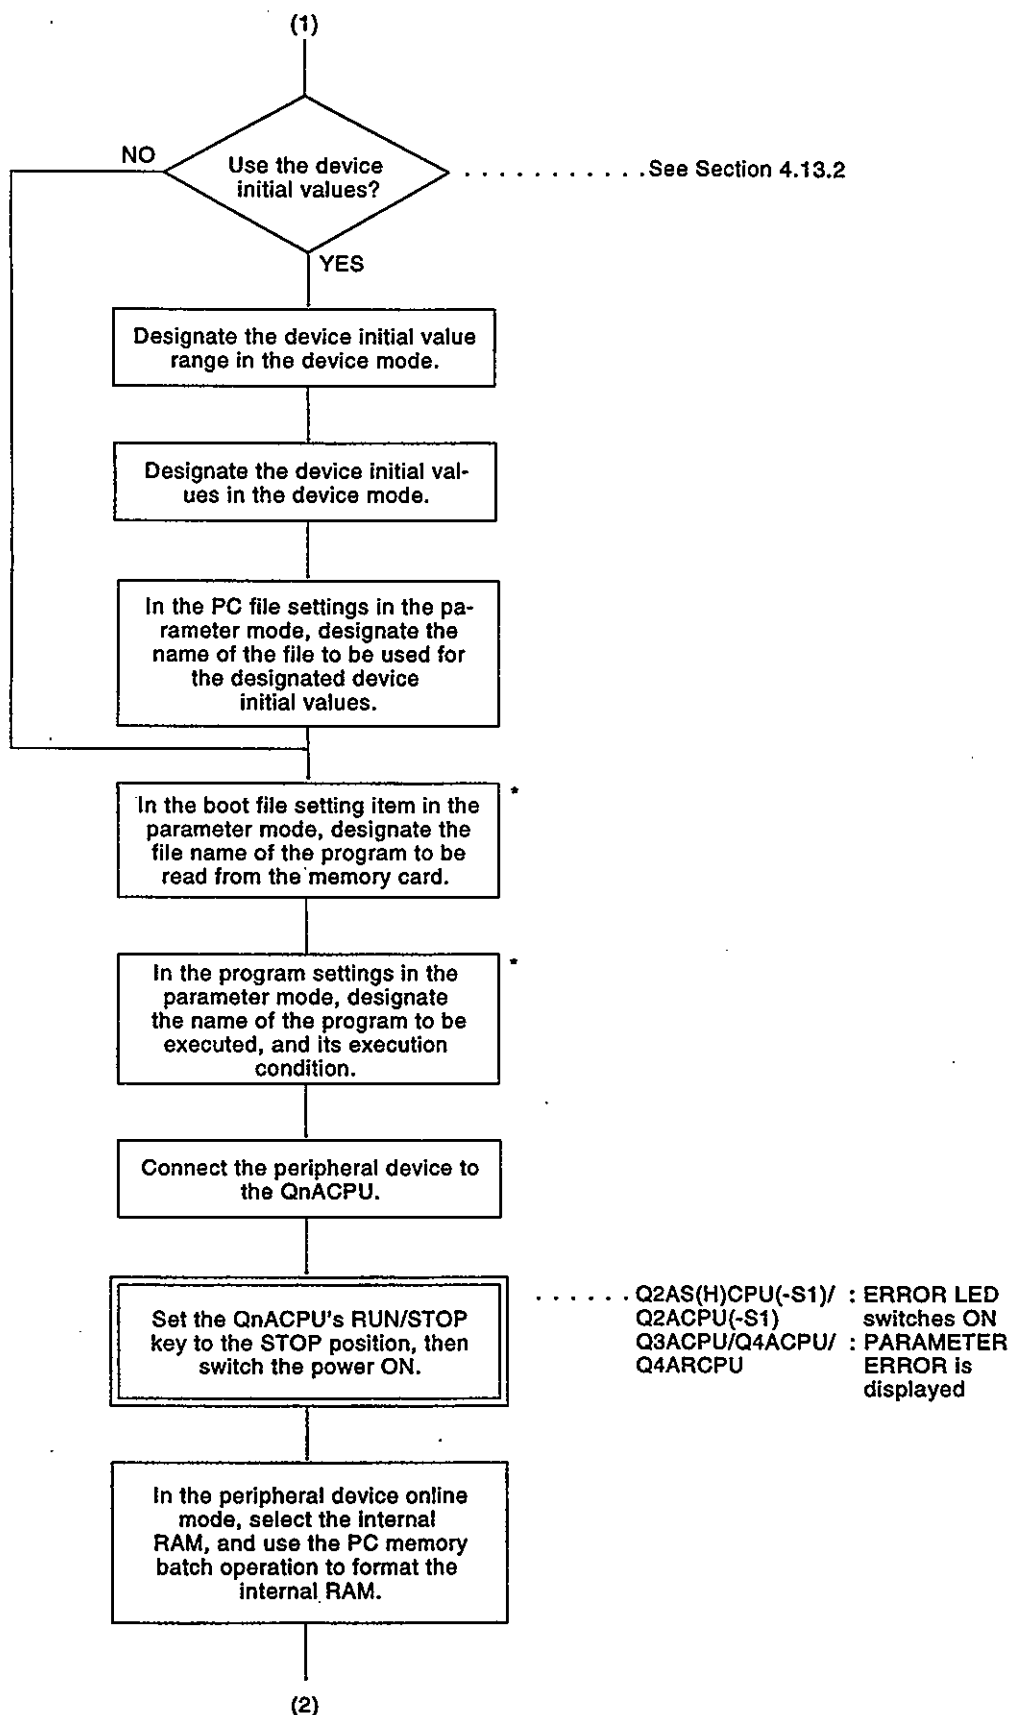 (1)
NO
Use the device
initial values?
. . . . . . . . . . . . See Section 4.13.2
YES
Designate the device initial value
range in the device mode.
Designate the device initial val-
ues in the device mode.
In the PC file settings in the pa-
rameter mode, designate the
name of the file to be used for
the designated device
initial values.
In the boot file setting item in the
parameter mode, designate the
file name of the program to be
read from the memory card.
*
In the program settings in the
parameter mode, designate
the name of the program to be
executed, and its execution
condition.
*
Connect the peripheral device to
the QnACPU.
Set the QnACPU's RUN/STOP
key to the STOP position, then
switch the power ON.
. . . . . . Q2AS(H)CPU(-S1)/ : ERROR LED
Q2ACPU(-S1) switches ON
Q3ACPU/Q4ACPU/ : PARAMETER
Q4ARCPU ERROR is
displayed
In the peripheral device online
mode, select the internal
RAM, and use the PC memory
batch operation to format the
internal RAM.
(2)